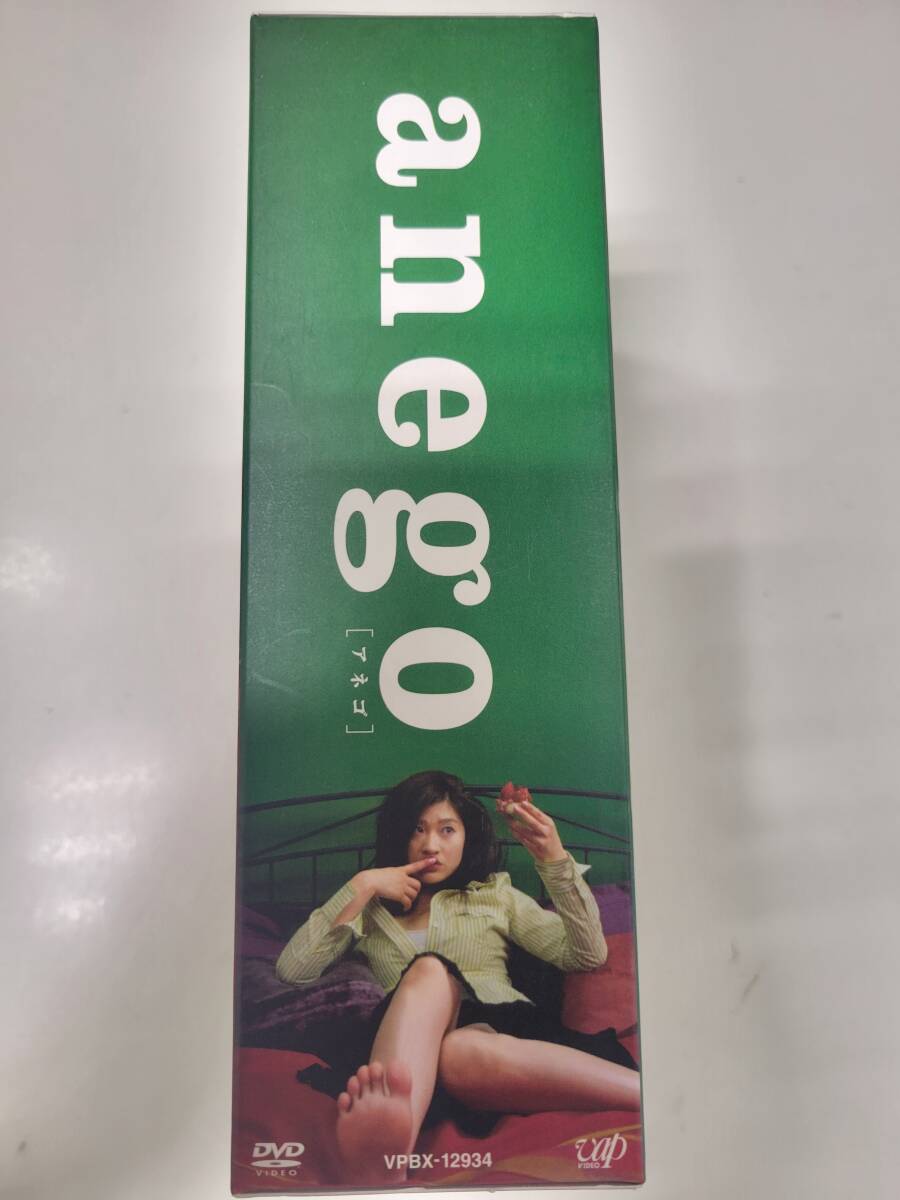 anego
[アネゴ]
DVD
VIDEO
VPBX-12934
vap
VIDEO